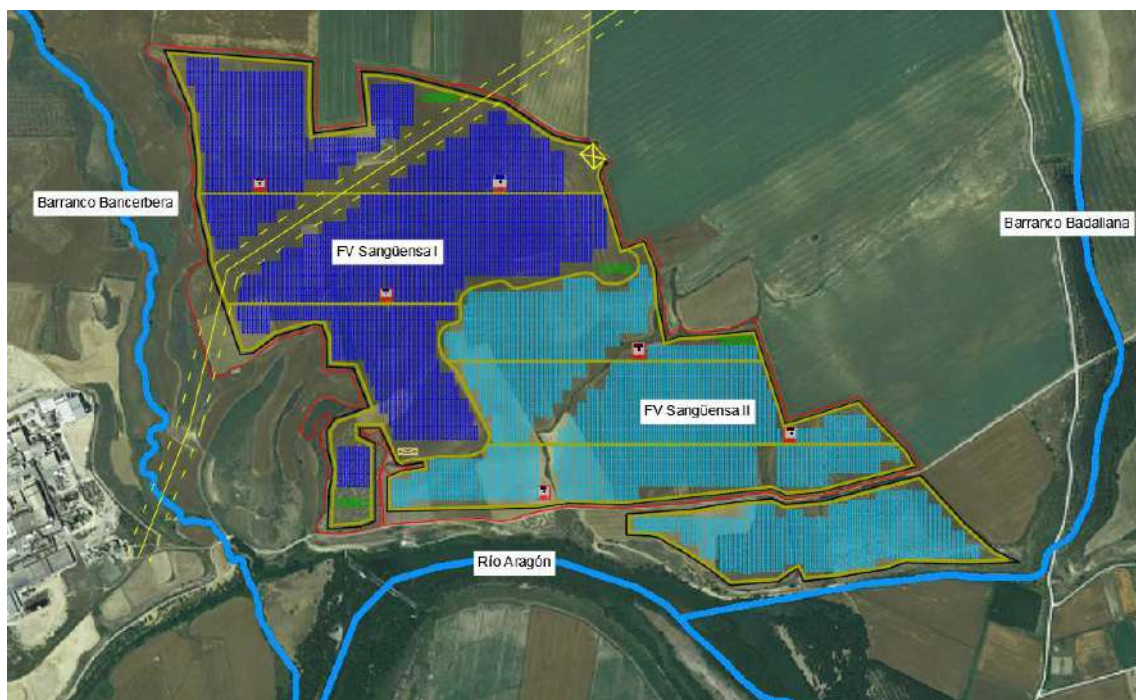 Barranco Bancerbera
Barranco Badallana
FV Sangüensa I
FV Sangüensa II
Río Aragón